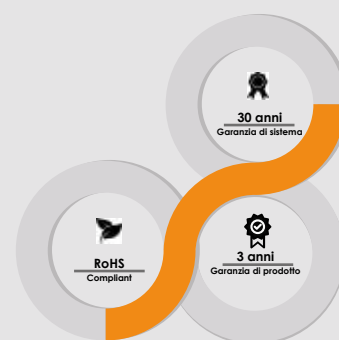 30 anni
Garanzia di sistema
RoHS
Compliant
3 anni
Garanzia di prodotto